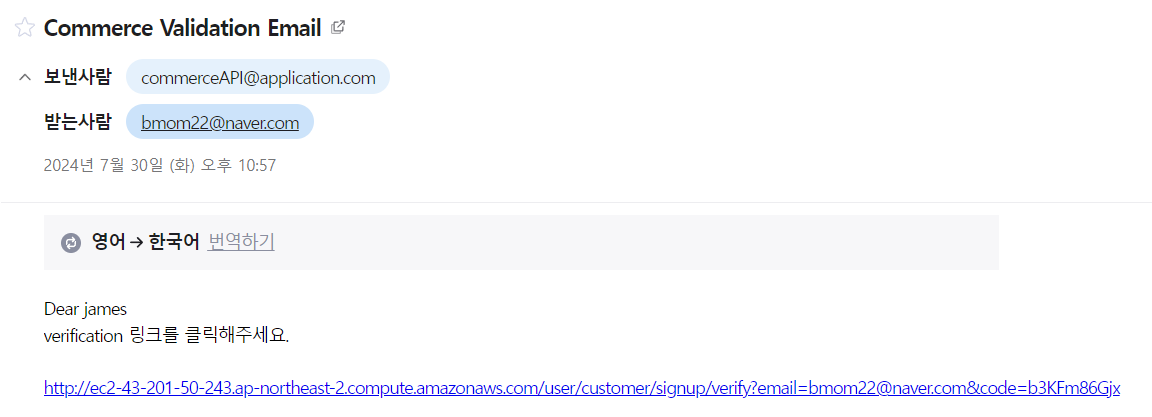 Commerce Validation Email
보낸사람 commerceAPI@application.com
받는사람 bmom22@naver.com
2024년 7월 30일 (화) 오후 10:57
영어 → 한국어 번역하기
Dear james
verification 링크를 클릭해주세요.
http://ec2-43-201-50-243.ap-northeast-2.compute.amazonaws.com/user/customer/signup/verify?email=bmom22@naver.com&code=b3KFm86Gjx